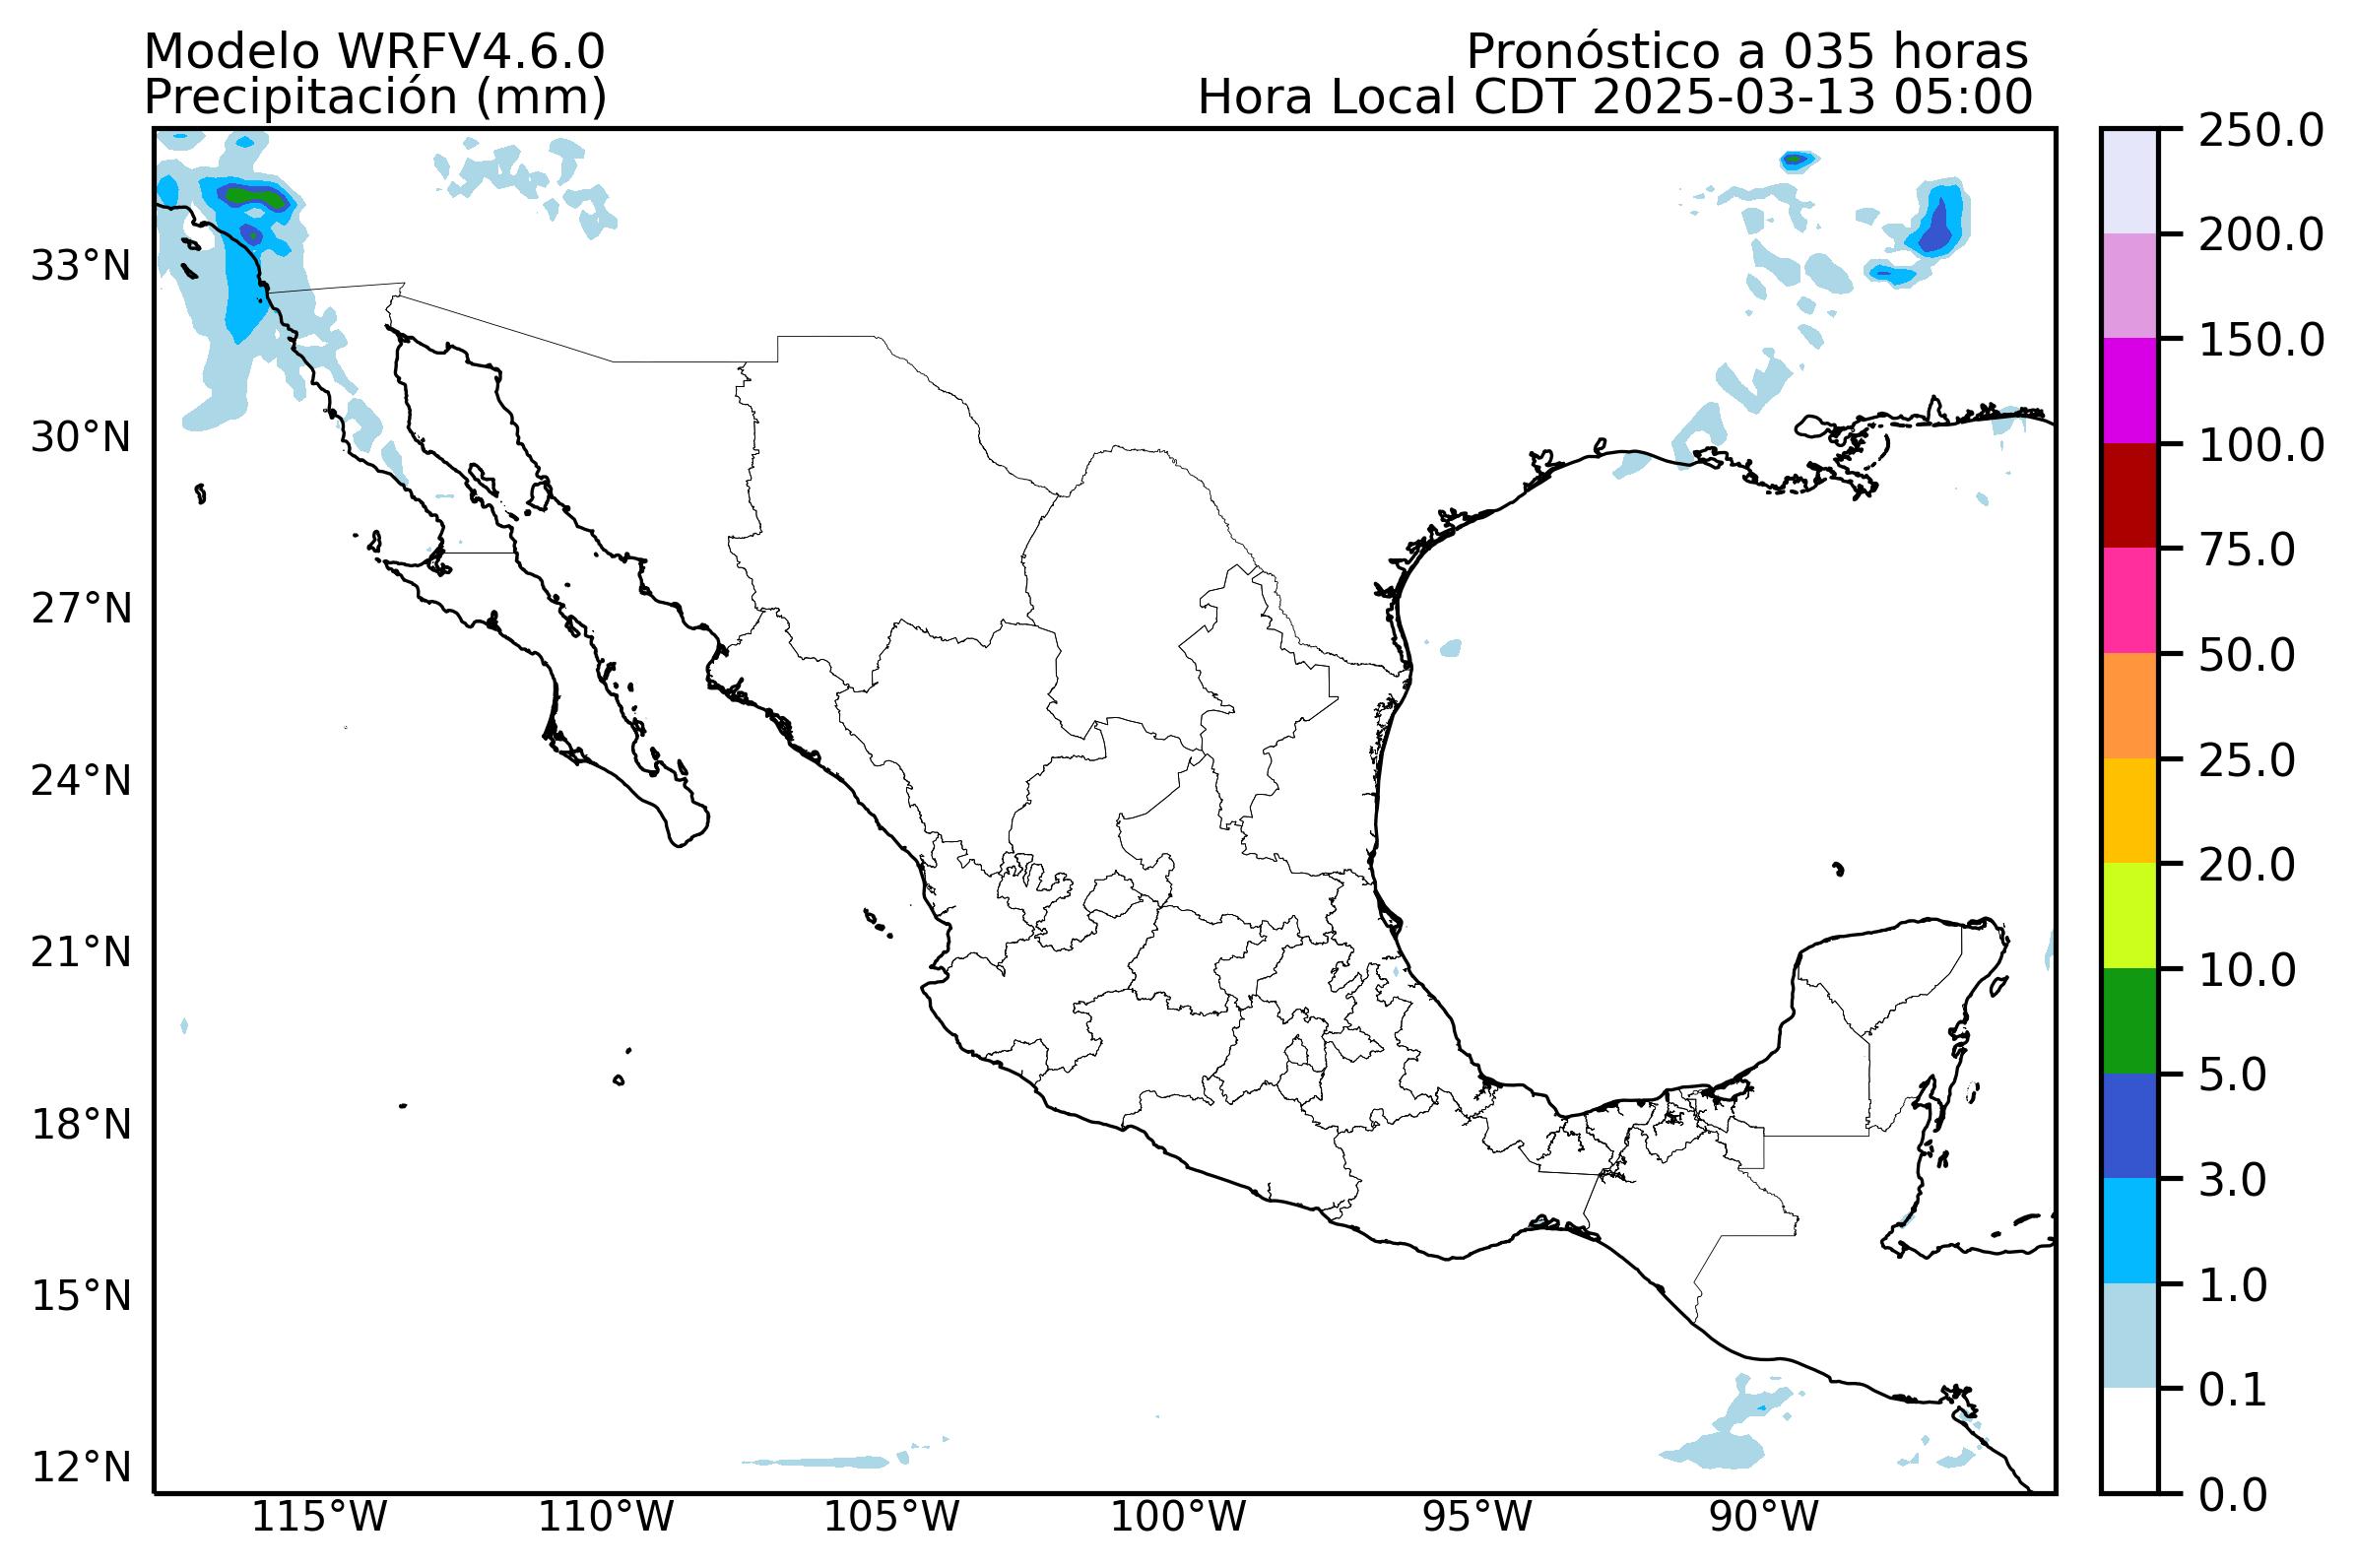 Modelo WRFV4.6.0
Precipitación (mm)
Pronóstico a 035 horas
Hora Local CDT 2025-03-13 05:00
33°N
30°N
27°N
24°N
21°N
18°N
15°N
12°N
115°W
110°W
105°W
100°W
95°W
90°W
250.0
200.0
150.0
100.0
75.0
50.0
25.0
20.0
10.0
5.0
3.0
1.0
0.1
0.0